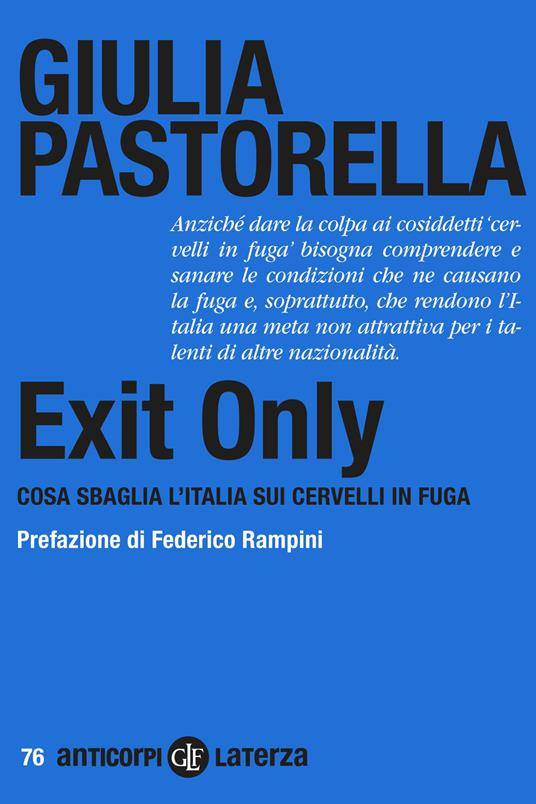 GIULIA
PASTORELLA
Anziché dare la colpa ai cosiddetti ‘cer-
velli in fuga’ bisogna comprendere e
sanare le condizioni che ne causano
la fuga e, soprattutto, che rendono l’I-
talia una meta non attrattiva per i ta-
lenti di altre nazionalità.
Exit Only
COSA SBAGLIA L’ITALIA SUI CERVELLI IN FUGA
Prefazione di Federico Rampini
76 anticorpi GLF Laterza